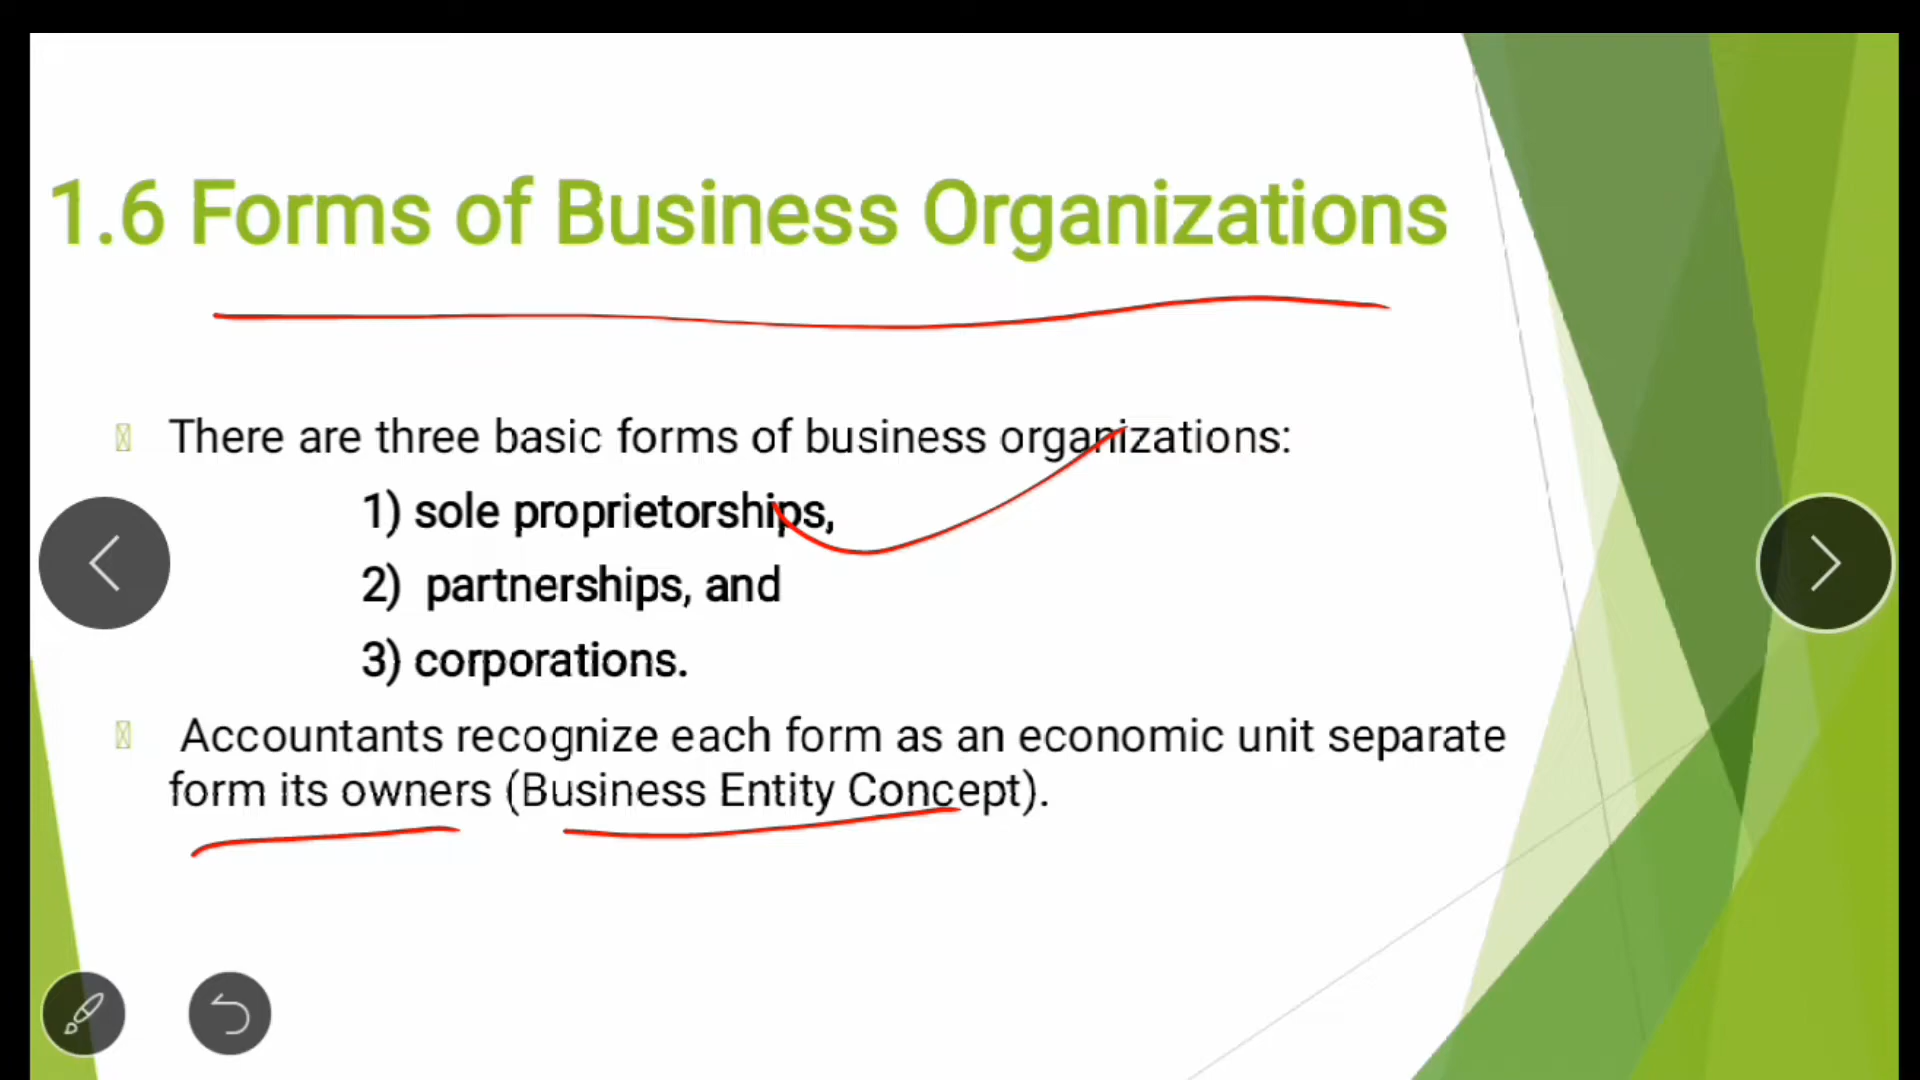 1.6 Forms of Business Organizations
There are three basic forms of business organizations:
1) sole proprietorships,
2) partnerships, and
3) corporations.
Accountants recognize each form as an economic unit separate
form its owners (Business Entity Concept).